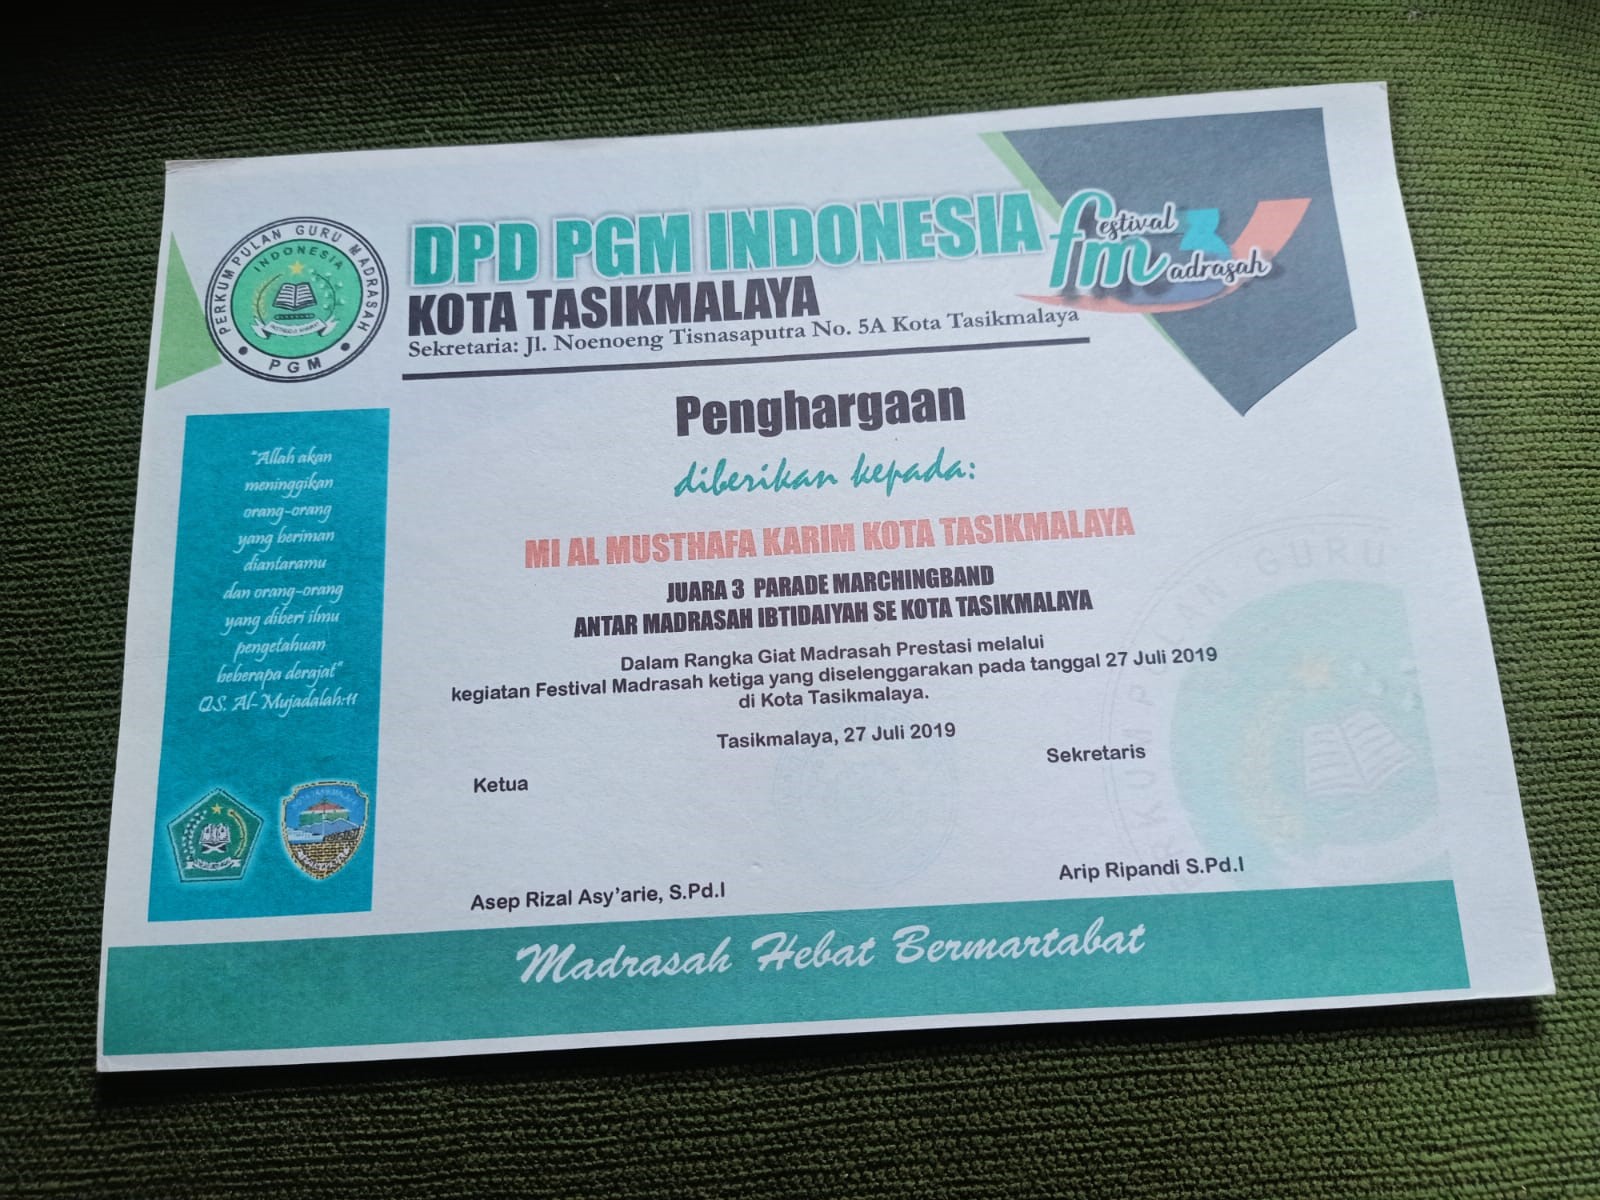 PERKUMPULAN GURU MADRASAH
INDONESIA
PGM
DPD PGM INDONESIA
KOTA TASIKMALAYA
Sekretaria: Jl. Noenoeng Tisnasaputra No. 5A Kota Tasikmalaya
festival
madrasah
Penghargaan
diberikan kepada:
MI AL MUSTHAFA KARIM KOTA TASIKMALAYA
JUARA 3 PARADE MARCHINGBAND
ANTAR MADRASAH IBTIDAIYAH SE KOTA TASIKMALAYA
Dalam Rangka Giat Madrasah Prestasi melalui
kegiatan Festival Madrasah ketiga yang diselenggarakan pada tanggal 27 Juli 2019
di Kota Tasikmalaya.
Tasikmalaya, 27 Juli 2019
Ketua
Sekretaris
Asep Rizal Asy'arie, S.Pd.I
Arip Ripandi S.Pd.I
"Allah akan
meninggikan
orang-orang
yang beriman
diantaramu
dan orang-orang
yang diberi ilmu
pengetahuan
beberapa derajat"
QS. Al- Mujadalah:11
KOTA TASIKMALAYA
Madrasah Hebat Bermartabat